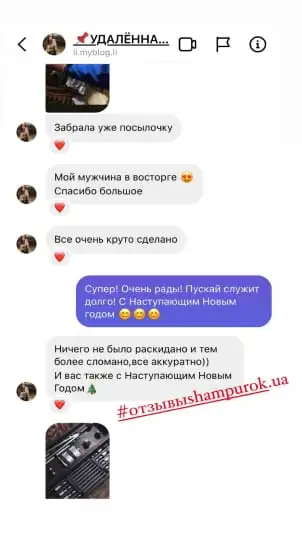 📌УДАЛЁННА...
li.myblog.li
Забрала уже посылочку
Мой мужчина в восторге 😍
Спасибо большое
Все очень круто сделано
Супер! Очень рады! Пускай служит
долго! С Наступающим Новым
годом 😊😊😊
Ничего не было раскидано и тем
более сломано,все аккуратно))
И вас также с Наступающим Новым
Годом🎄
#отзывыshampurok.ua